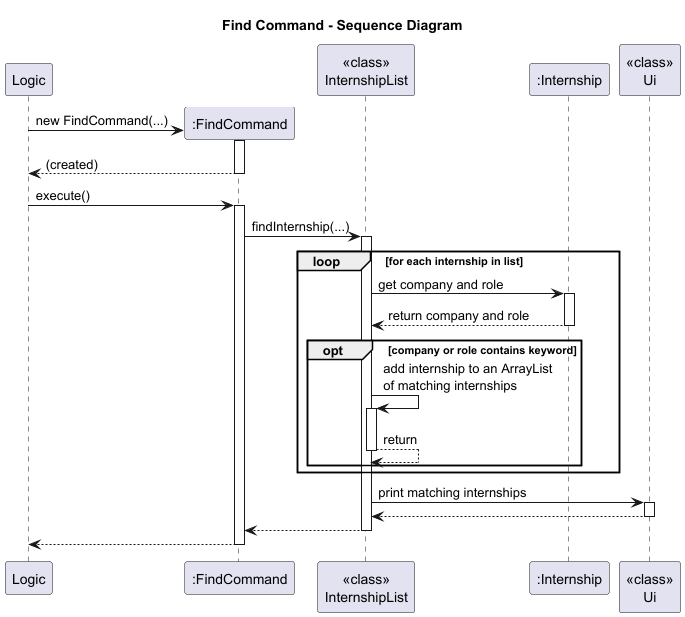 Find Command - Sequence Diagram
Logic
«class»
InternshipList
:Internship
«class»
Ui
new FindCommand(...)
:FindCommand
(created)
execute()
findInternship(...)
loop
[for each internship in list]
get company and role
return company and role
opt
[company or role contains keyword]
add internship to an ArrayList
of matching internships
return
print matching internships
Logic
:FindCommand
«class»
InternshipList
:Internship
«class»
Ui